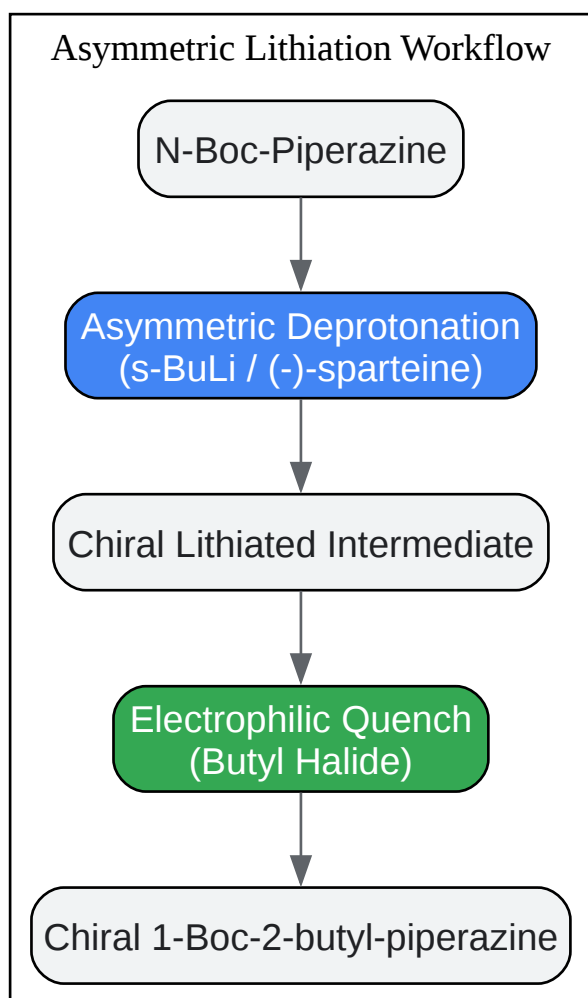 Asymmetric Lithiation Workflow
N-Boc-Piperazine
Asymmetric Deprotonation
(s-BuLi / (-)-sparteine)
Chiral Lithiated Intermediate
Electrophilic Quench
(Butyl Halide)
Chiral 1-Boc-2-butyl-piperazine